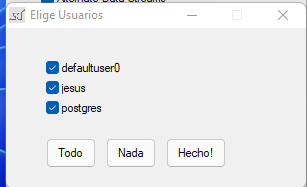 Alternate Data Streams
Elige Usuarios
defaultuser0
jesus
postgres
Todo
Nada
Hecho!